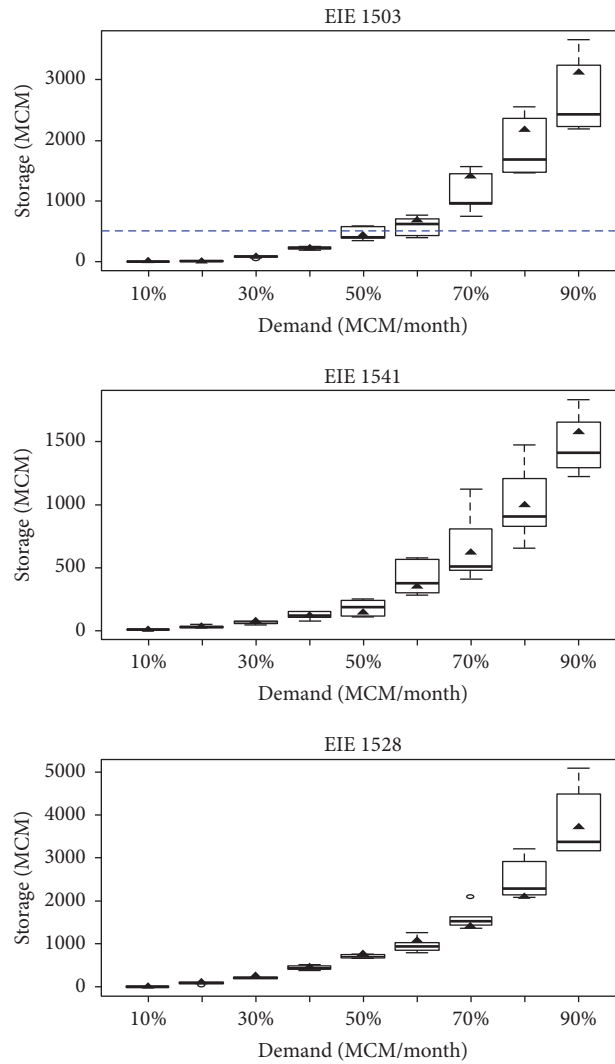 EIE 1503
Storage (MCM)
3000
2000
1000
0
10% 30% 50% 70% 90%
Demand (MCM/month)
EIE 1541
Storage (MCM)
1500
1000
500
0
10% 30% 50% 70% 90%
Demand (MCM/month)
EIE 1528
Storage (MCM)
5000
4000
3000
2000
1000
0
10% 30% 50% 70% 90%
Demand (MCM/month)